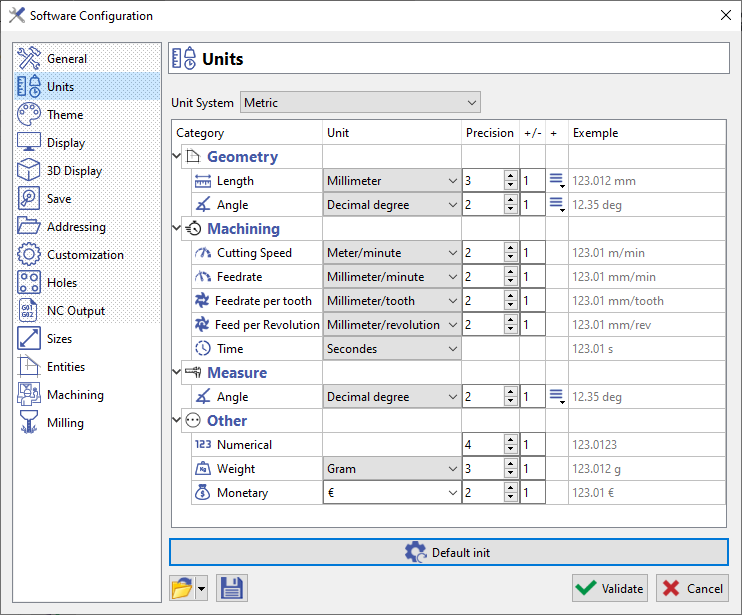 Software Configuration
General
Units
Theme
Display
3D Display
Save
Addressing
Customization
Holes
G01
G02
NC Output
Sizes
Entities
Machining
Milling
Units
Unit System Metric
Category Unit Precision +/- + Exemple
Geometry
Length Millimeter 3 1 123.012 mm
Angle Decimal degree 2 1 12.35 deg
Machining
Cutting Speed Meter/minute 2 1 123.01 m/min
Feedrate Millimeter/minute 2 1 123.01 mm/min
Feedrate per tooth Millimeter/tooth 2 1 123.01 mm/tooth
Feed per Revolution Millimeter/revolution 2 1 123.01 mm/rev
Time Secondes 123.01 s
Measure
Angle Decimal degree 2 1 12.35 deg
Other
123 Numerical 4 1 123.0123
Kg Weight Gram 3 1 123.012 g
$ Monetary € 2 1 123.01 €
Default init
Validate Cancel